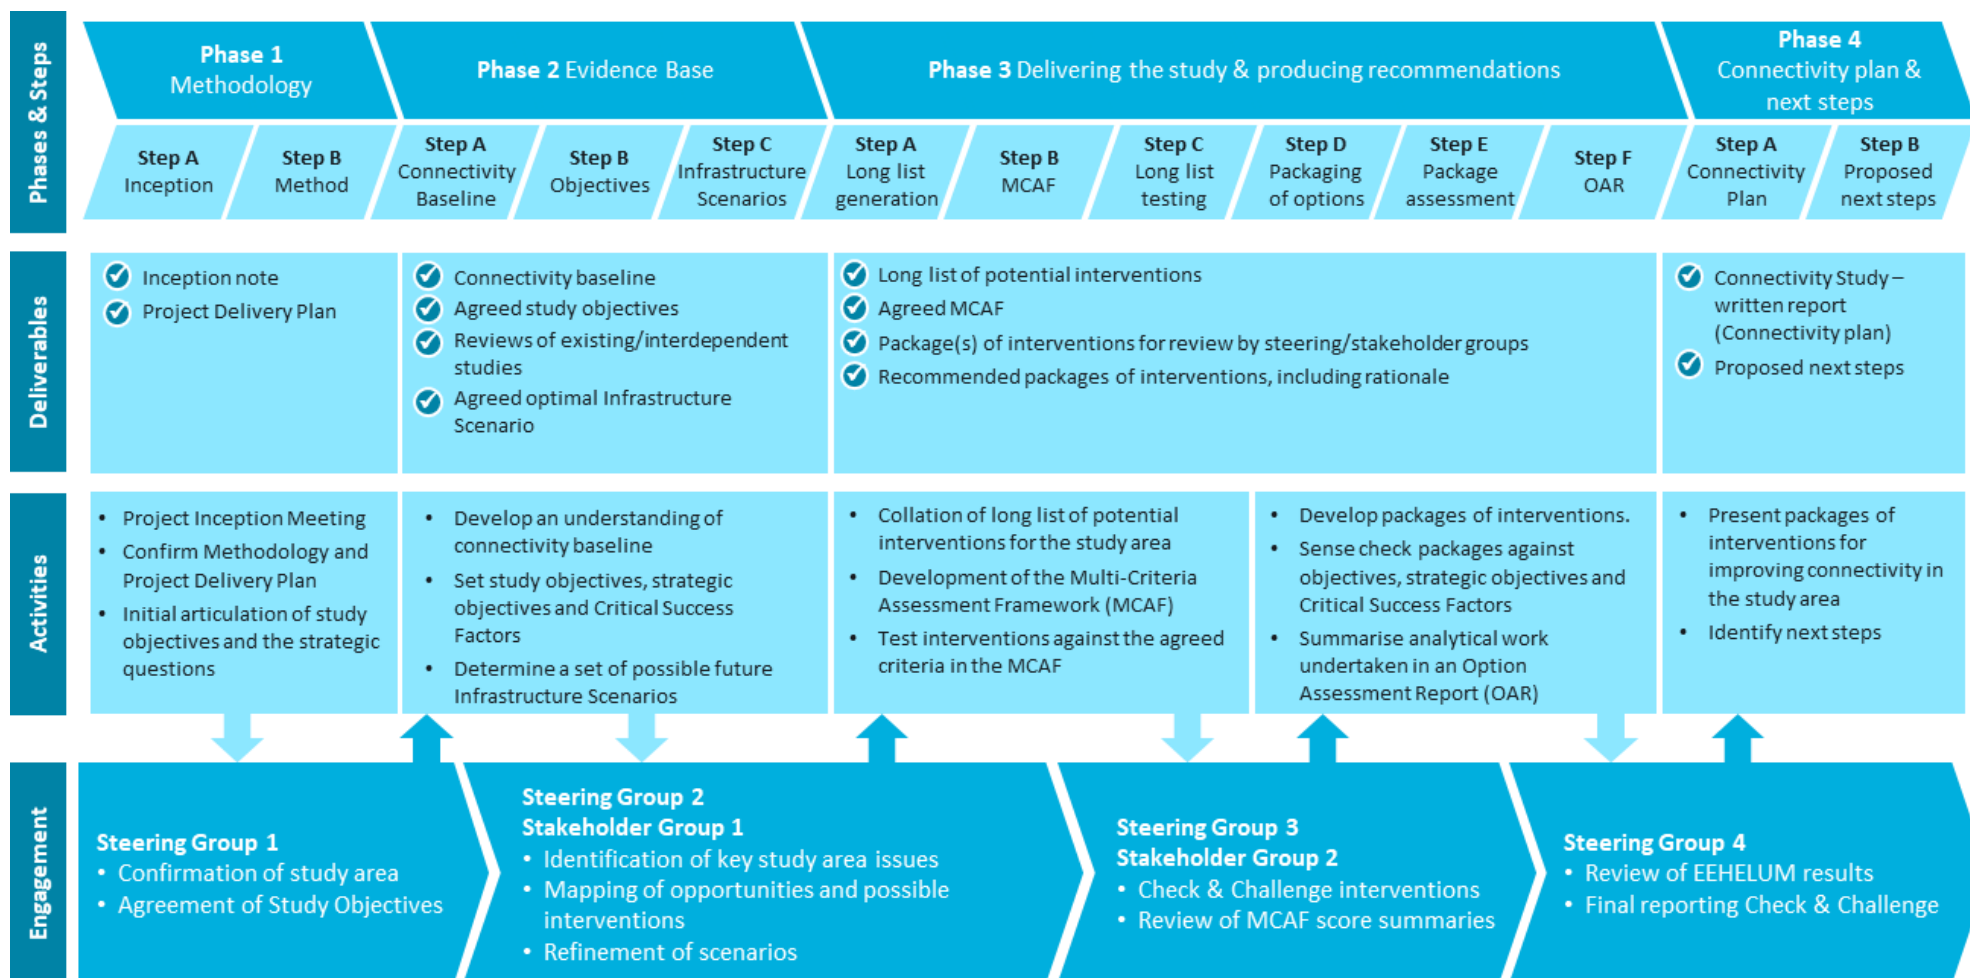 Phases & Steps
Phase 1
Methodology
Phase 2 Evidence Base
Phase 3 Delivering the study & producing recommendations
Phase 4
Connectivity plan &
next steps
Step A
Inception
Step B
Method
Step A
Connectivity
Baseline
Step B
Objectives
Step C
Infrastructure
Scenarios
Step A
Long list
generation
Step B
MCAF
Step C
Long list
testing
Step D
Packaging
of options
Step E
Package
assessment
Step F
OAR
Step A
Connectivity
Plan
Step B
Proposed
next steps
Deliverables
Inception note
Project Delivery Plan
Connectivity baseline
Agreed study objectives
Reviews of existing/interdependent
studies
Agreed optimal Infrastructure
Scenario
Long list of potential interventions
Agreed MCAF
Package(s) of interventions for review by steering/stakeholder groups
Recommended packages of interventions, including rationale
Connectivity Study –
written report
(Connectivity plan)
Proposed next steps
Activities
• Project Inception Meeting
• Confirm Methodology and
Project Delivery Plan
• Initial articulation of study
objectives and the strategic
questions
• Develop an understanding of
connectivity baseline
• Set study objectives, strategic
objectives and Critical Success
Factors
• Determine a set of possible future
Infrastructure Scenarios
• Collation of long list of potential
interventions for the study area
• Development of the Multi-Criteria
Assessment Framework (MCAF)
• Test interventions against the agreed
criteria in the MCAF
• Develop packages of interventions.
• Sense check packages against
objectives, strategic objectives and
Critical Success Factors
• Summarise analytical work
undertaken in an Option
Assessment Report (OAR)
• Present packages of
interventions for
improving connectivity in
the study area
• Identify next steps
Engagement
Steering Group 1
• Confirmation of study area
• Agreement of Study Objectives
Steering Group 2
Stakeholder Group 1
• Identification of key study area issues
• Mapping of opportunities and possible
interventions
• Refinement of scenarios
Steering Group 3
Stakeholder Group 2
• Check & Challenge interventions
• Review of MCAF score summaries
Steering Group 4
• Review of EEHELUM results
• Final reporting Check & Challenge